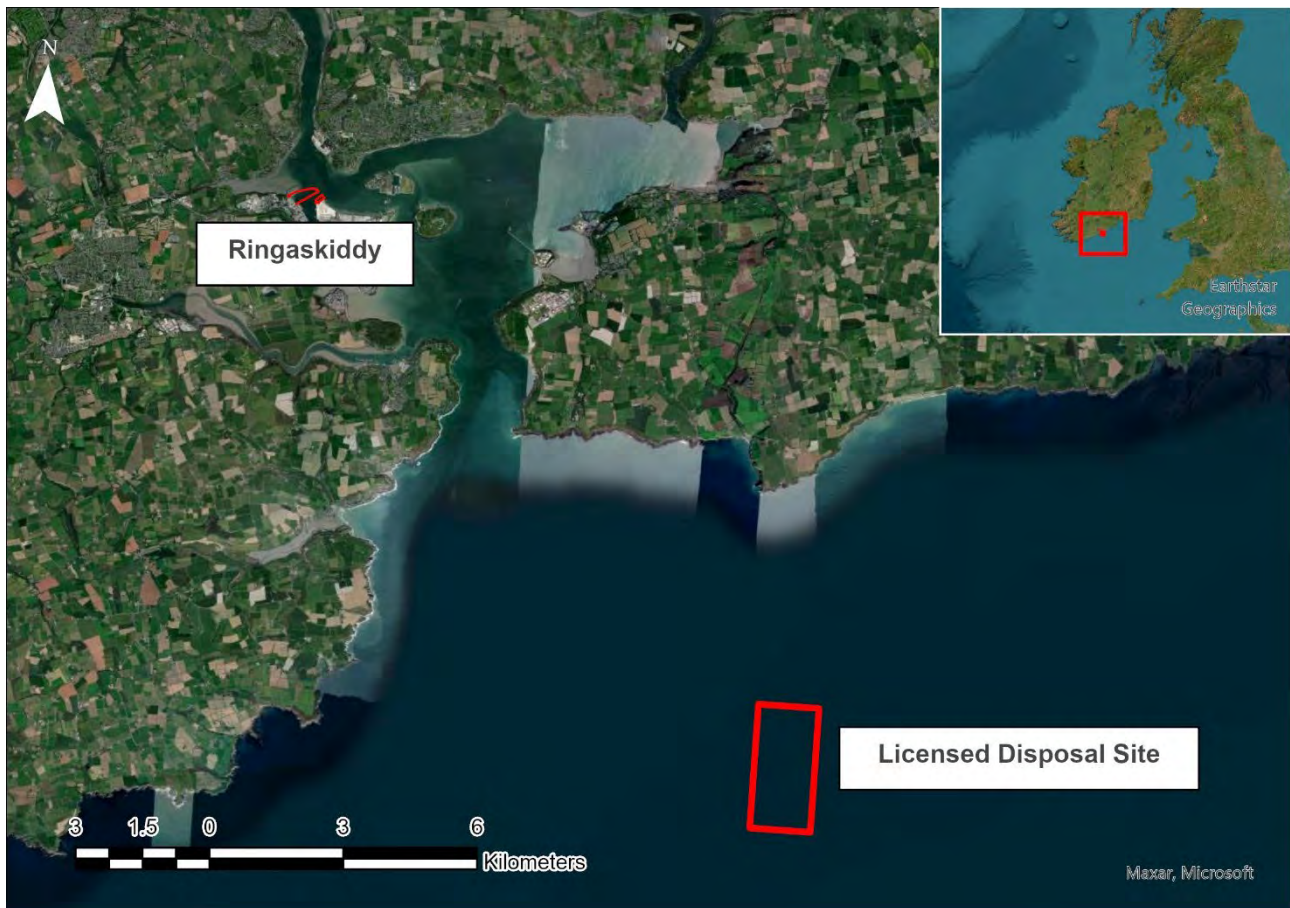 N
Ringaskiddy
Earthstar
Geographics
Licensed Disposal Site
3 1.5 0 3 6
Kilometers
Maxar, Microsoft